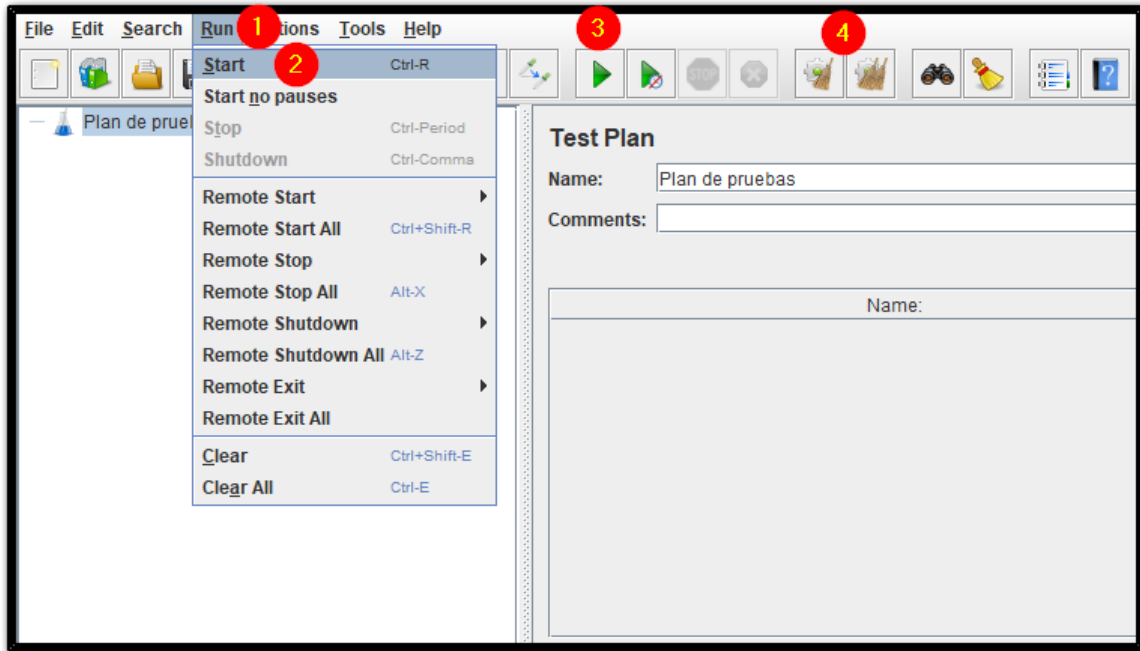 File Edit Search Run 1 tions Tools Help 3 4
Start 2 Ctrl-R
Start no pauses
Stop Ctrl-Period
Shutdown Ctrl-Comma
Remote Start
Remote Start All Ctrl+Shift-R
Remote Stop
Remote Stop All Alt-X
Remote Shutdown
Remote Shutdown All Alt-Z
Remote Exit
Remote Exit All
Clear Ctrl+Shift-E
Clear All Ctrl-E
STOP
?
Plan de prue
Test Plan
Name: Plan de pruebas
Comments:
Name: